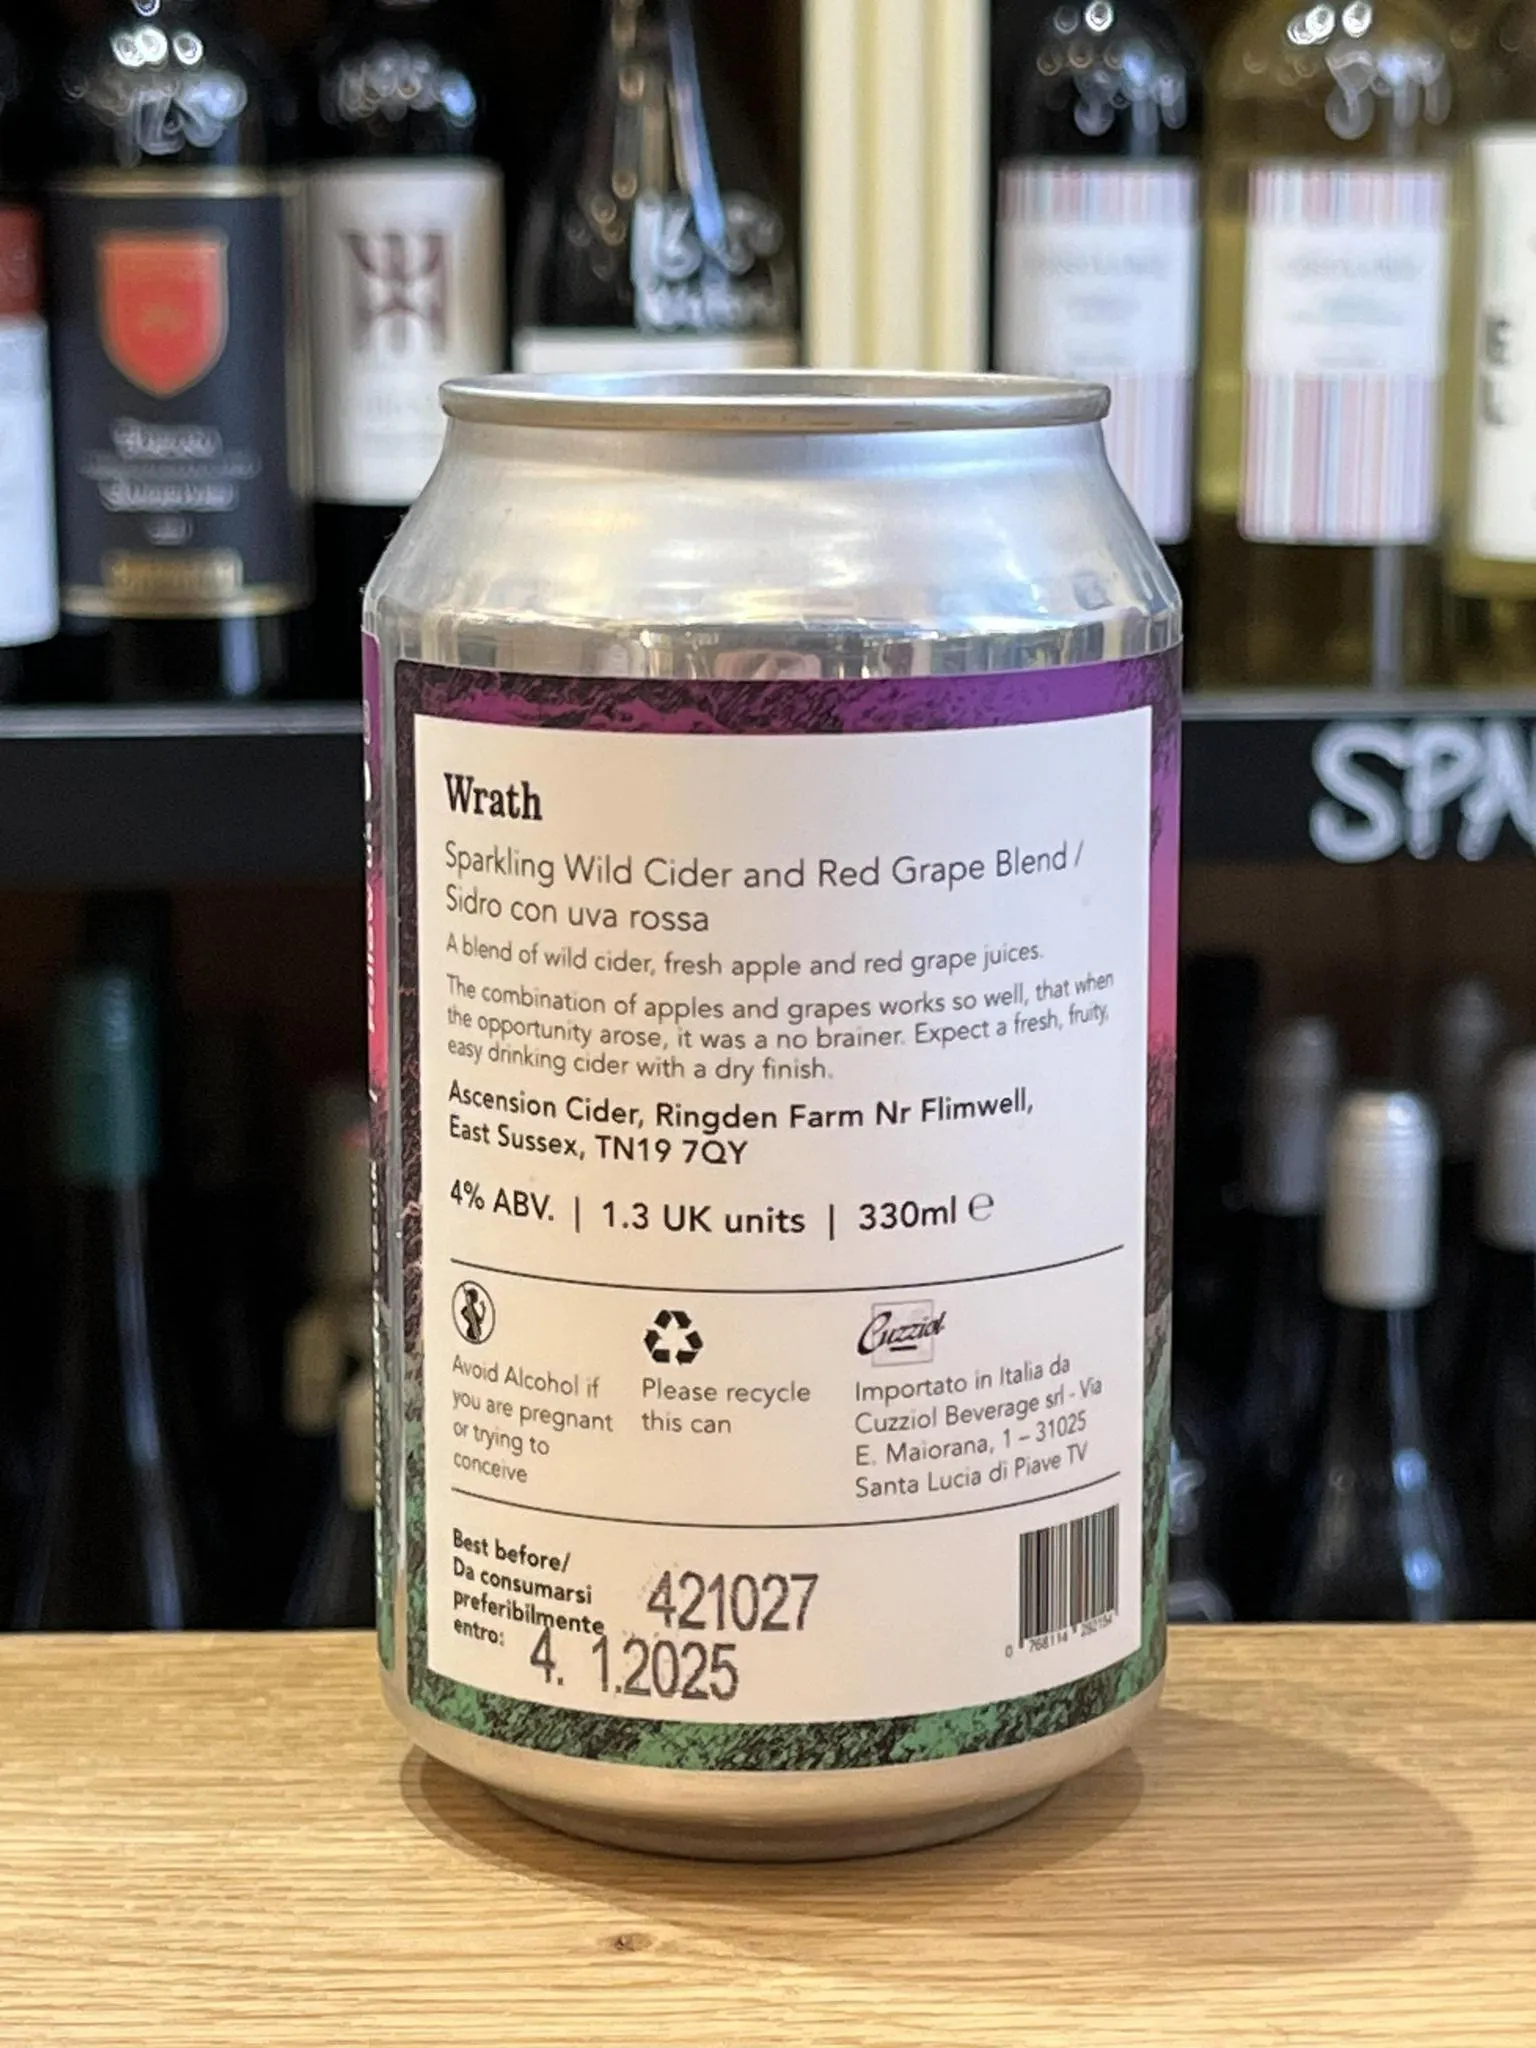 Wrath
Sparkling Wild Cider and Red Grape Blend /
Sidro con uva rossa
A blend of wild cider, fresh apple and red grape juices.
The combination of apples and grapes works so well, that when
the opportunity arose, it was a no brainer. Expect a fresh, fruity,
easy drinking cider with a dry finish.
Ascension Cider, Ringden Farm Nr Flimwell,
East Sussex, TN19 7QY
4% ABV. | 1.3 UK units | 330ml ℮
Avoid Alcohol if
you are pregnant
or trying to
conceive
Please recycle
this can
Cuzziol
Importato in Italia da
Cuzziol Beverage srl - Via
E. Maiorana, 1 – 31025
Santa Lucia di Piave TV
Best before/
Da consumarsi
preferibilmente
entro:
421027
4. 1.2025
SPA